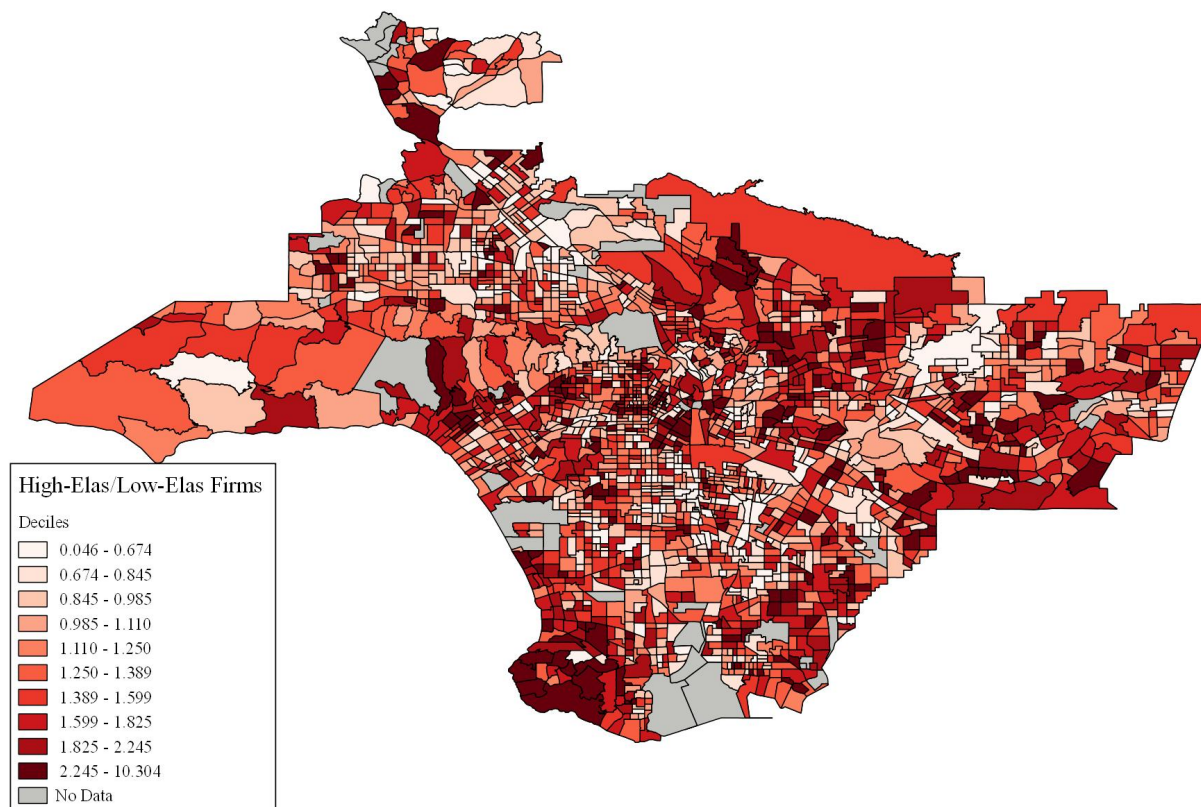 High-Elas/Low-Elas Firms
Deciles
0.046 - 0.674
0.674 - 0.845
0.845 - 0.985
0.985 - 1.110
1.110 - 1.250
1.250 - 1.389
1.389 - 1.599
1.599 - 1.825
1.825 - 2.245
2.245 - 10.304
No Data